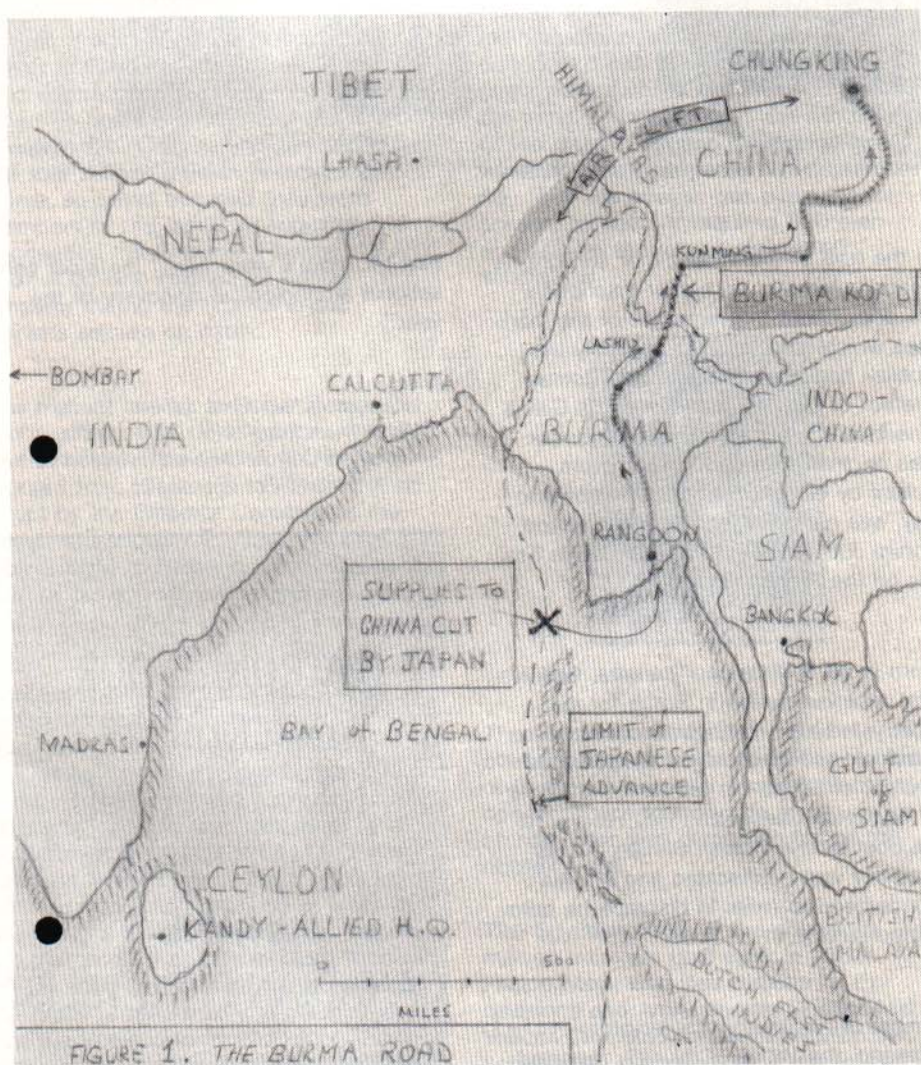 TIBET
HIMALAYAS
CHUNGKING
LHASA
AIR-LIFT
CHINA
NEPAL
KUNMING
BURMA ROAD
LASHIO
BOMBAY
CALCUTTA
INDO-
CHINA
INDIA
BURMA
RANGOON
SIAM
SUPPLIES TO
CHINA CUT
BY JAPAN
BANGKOK
MADRAS
BAY of BENGAL
LIMIT of
JAPANESE
ADVANCE
GULF
of
SIAM
CEYLON
KANDY-ALLIED H.Q.
BRITISH
MALAYA
0 500
MILES
DUTCH EAST
INDIES
FIGURE 1. THE BURMA ROAD